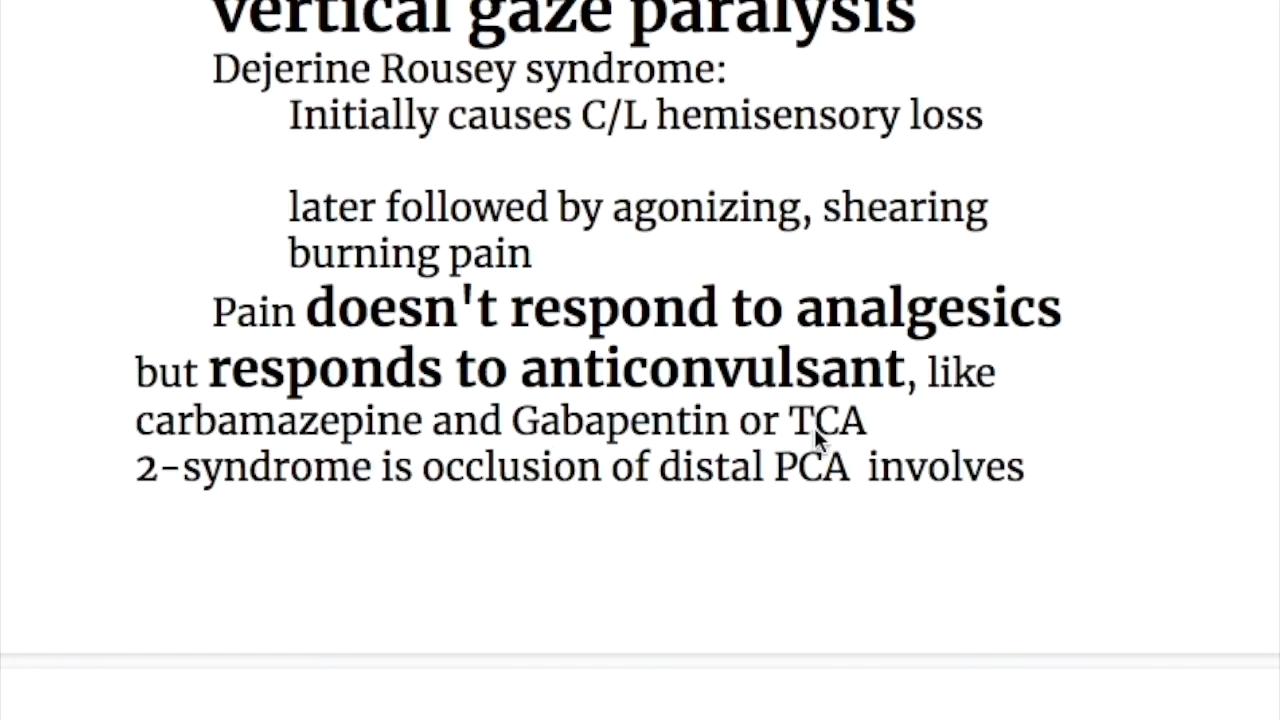 vertical gaze paralysis
Dejerine Rousey syndrome:
Initially causes C/L hemisensory loss
later followed by agonizing, shearing
burning pain
Pain doesn't respond to analgesics
but responds to anticonvulsant, like
carbamazepine and Gabapentin or TCA
2-syndrome is occlusion of distal PCA  involves